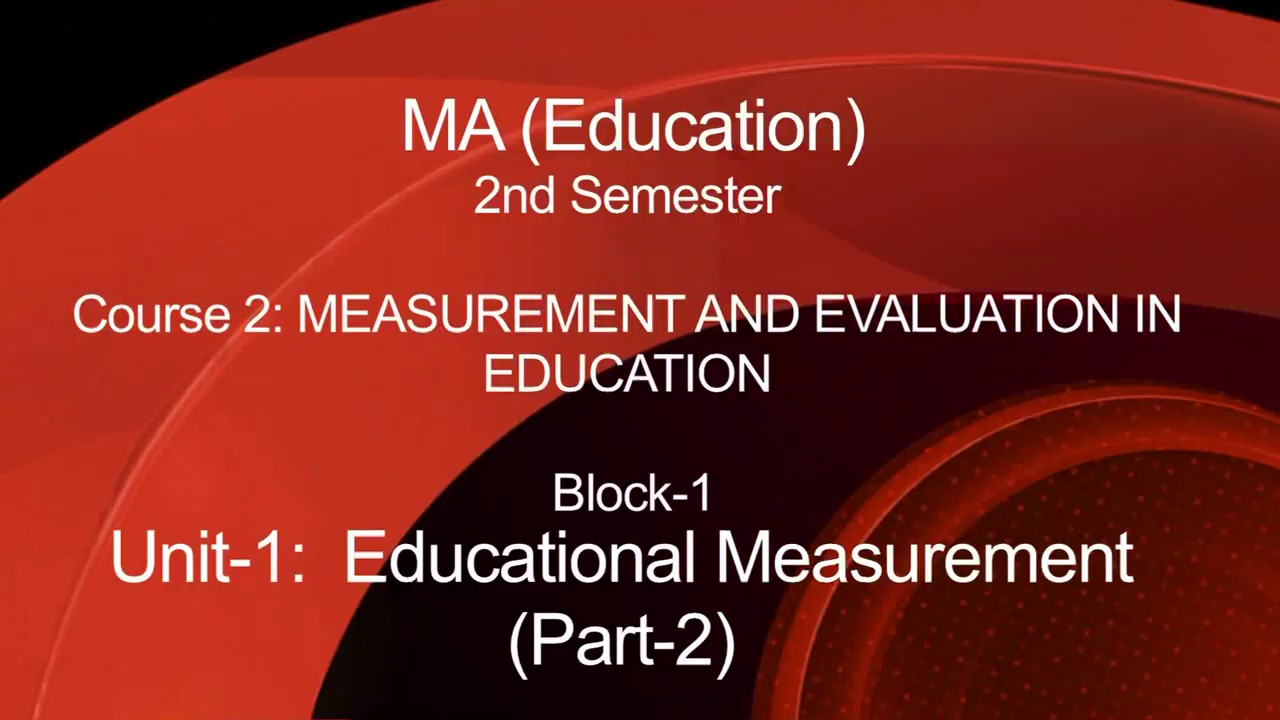 MA (Education)
2nd Semester
Course 2: MEASUREMENT AND EVALUATION IN
EDUCATION
Block-1
Unit-1: Educational Measurement
(Part-2)